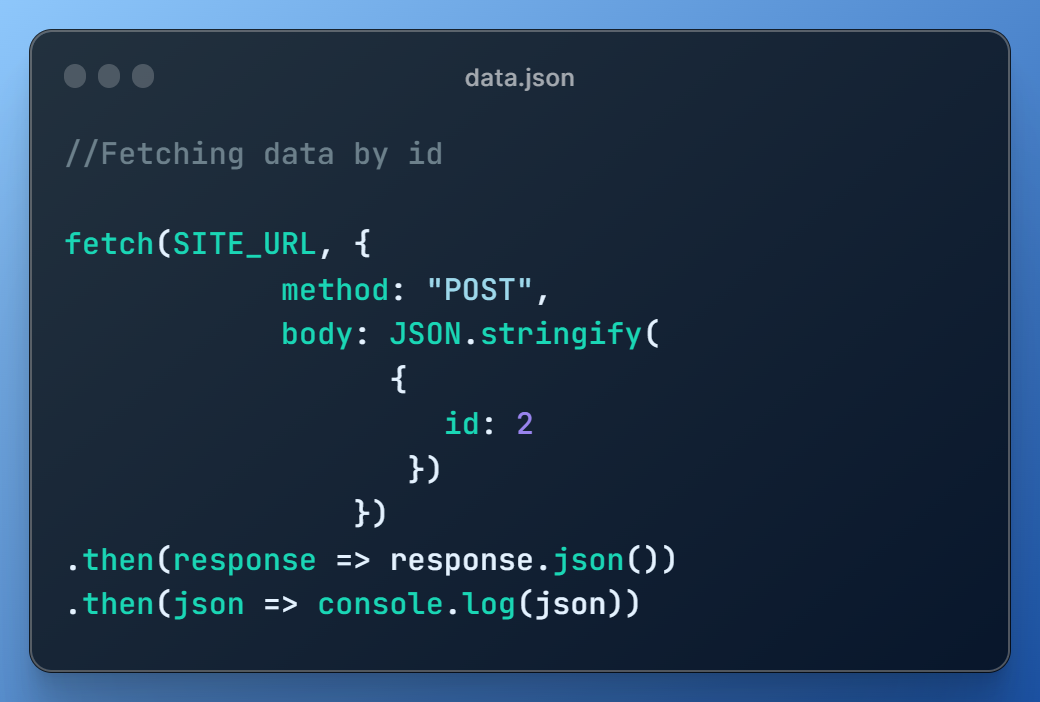 data.json
//Fetching data by id
fetch(SITE_URL, {
method: "POST",
body: JSON.stringify(
{
id: 2
})
})
.then(response => response.json())
.then(json => console.log(json))